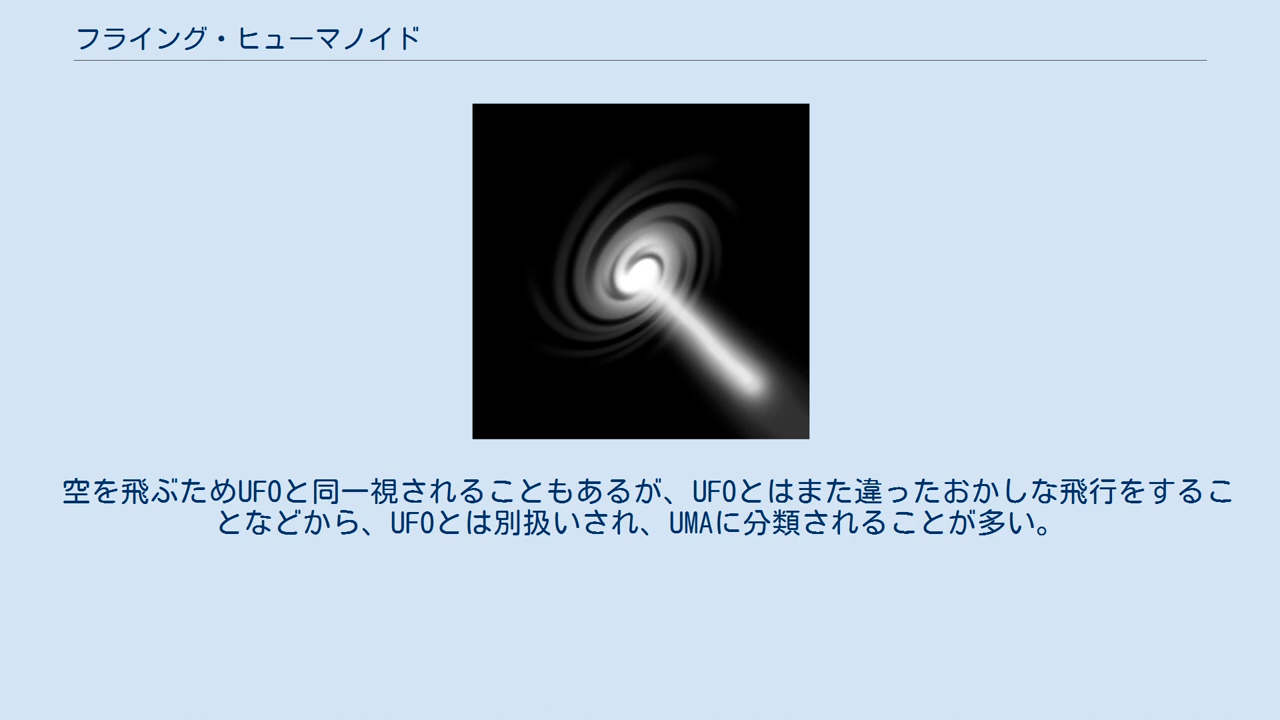 フライング・ヒューマノイド
空を飛ぶためUFOと同一視されることもあるが、UFOとはまた違ったおかしな飛行をするこ
となどから、UFOとは別扱いされ、UMAに分類されることが多い。